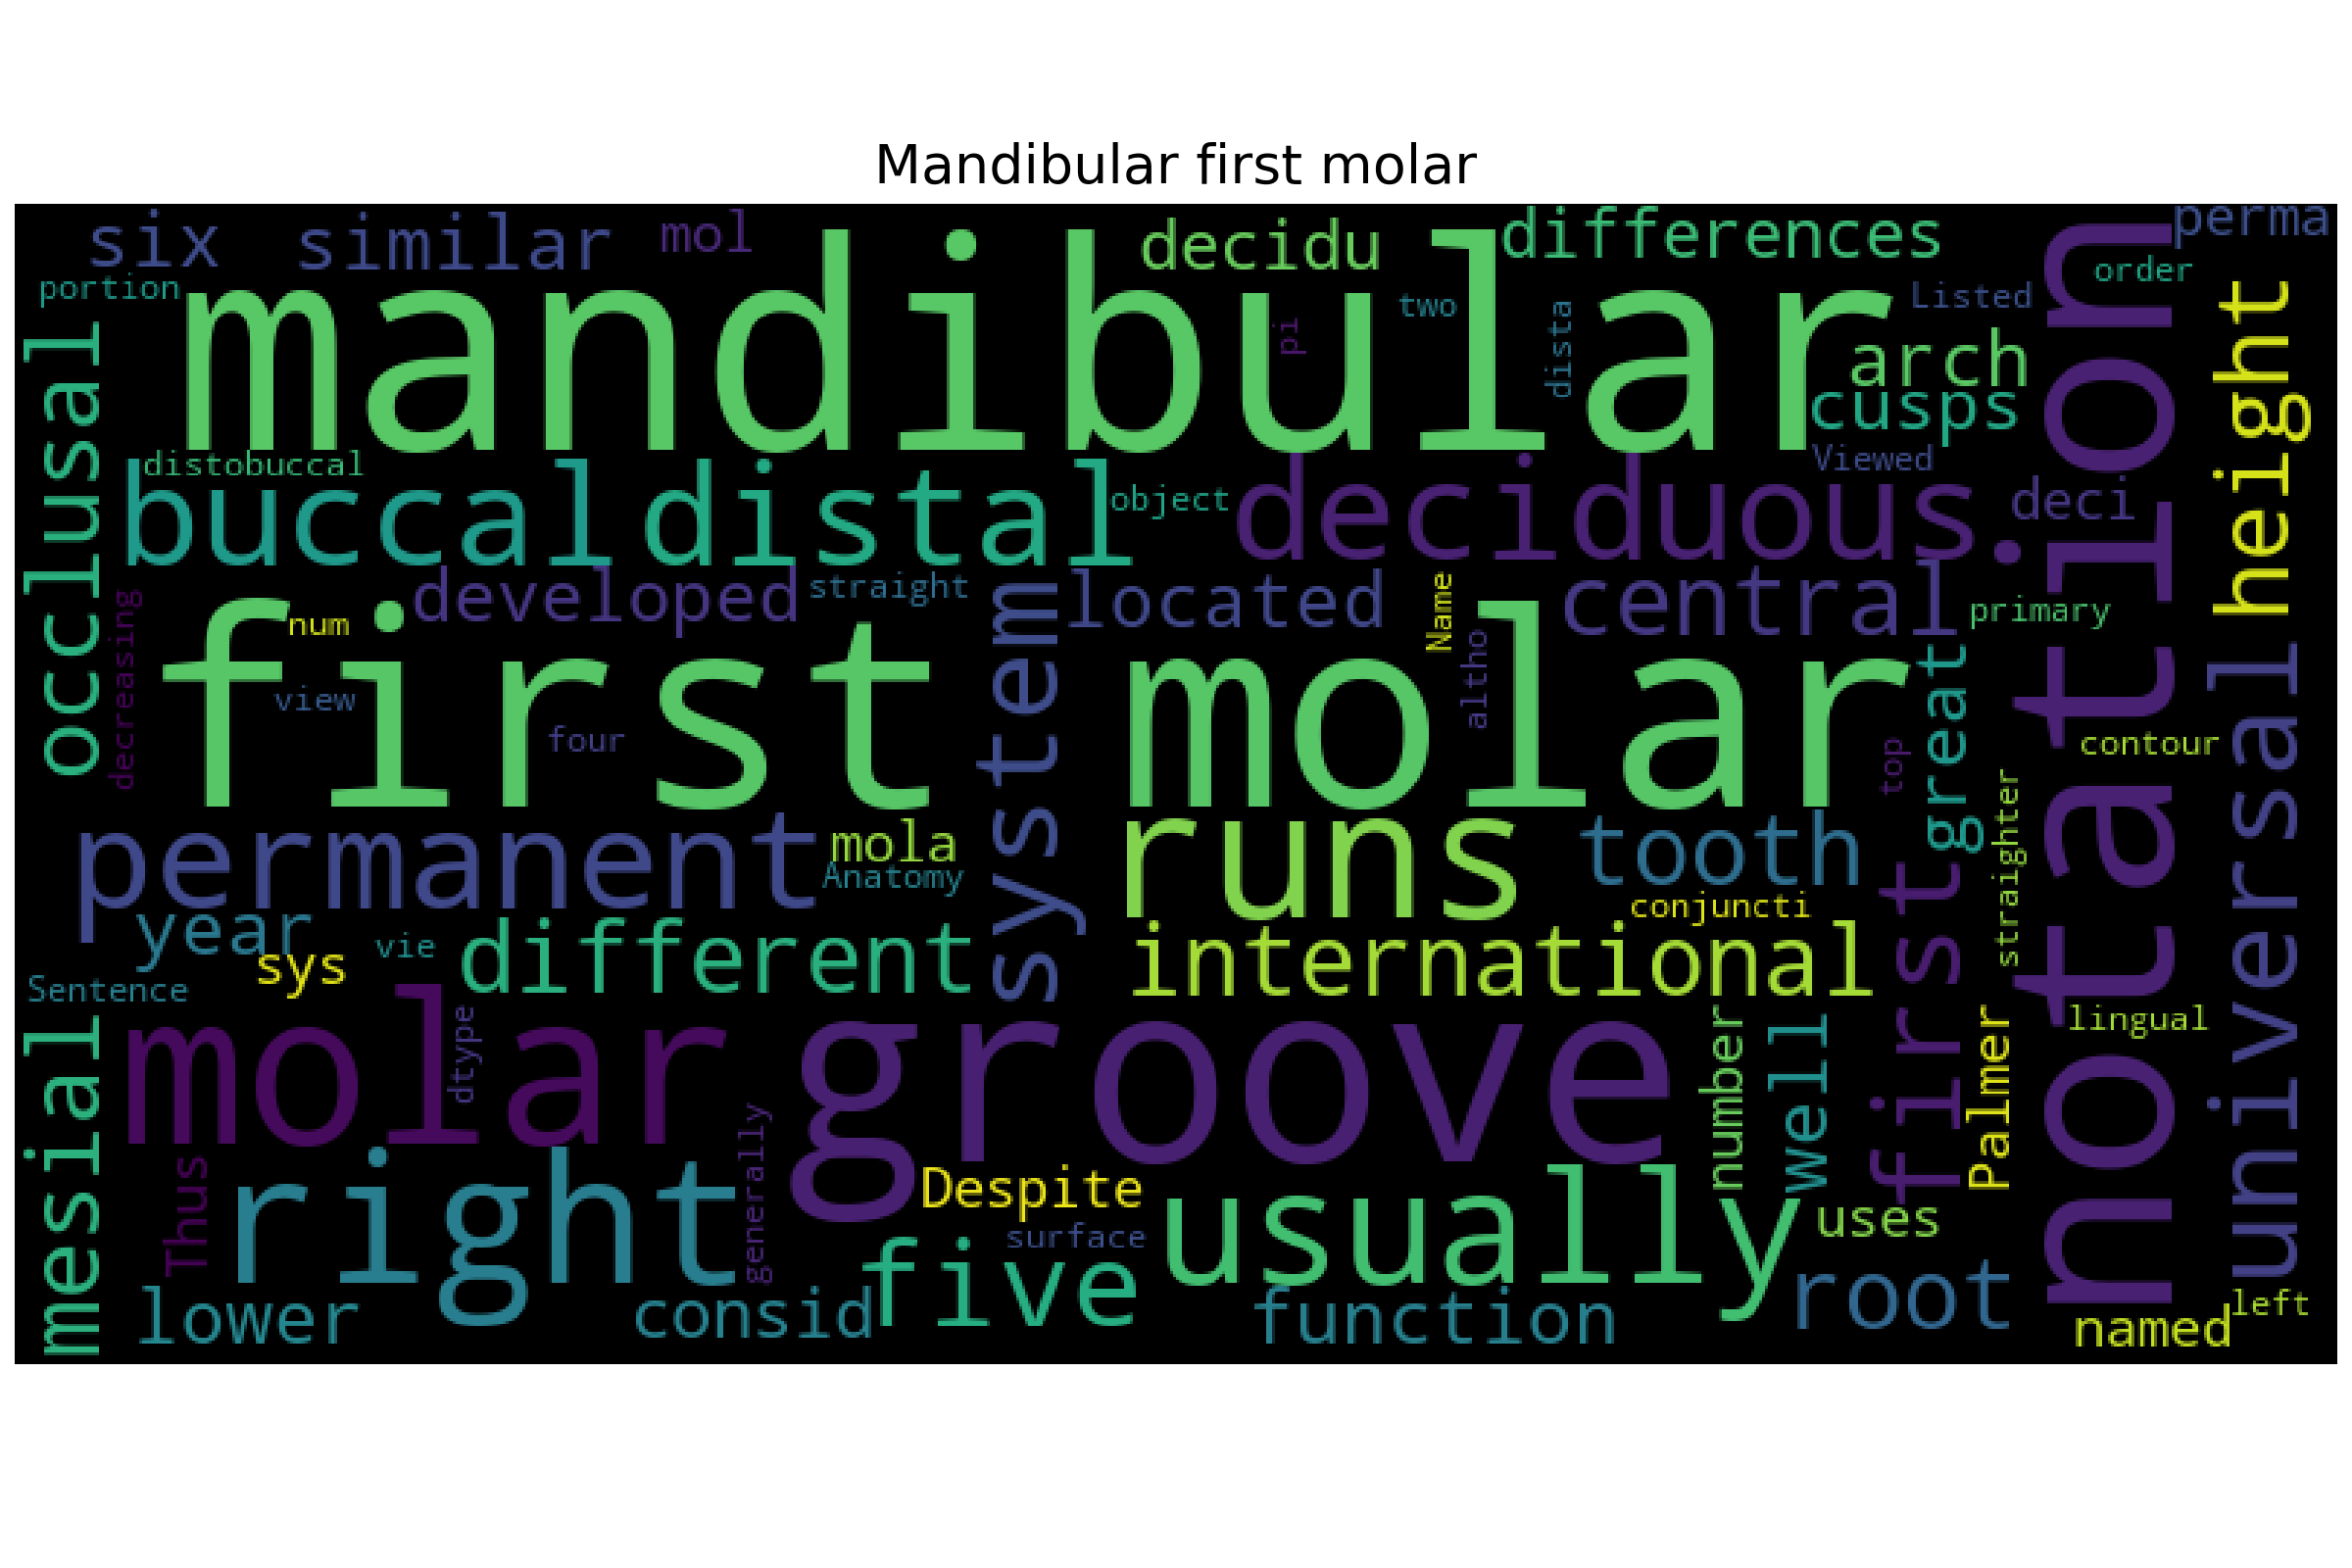 Mandibular first molar
six
similar
mol
decidu
differences
perma
portion
mandibular
two
pi
dista
Listed
order
arch
cusps
height
occlusal
distobuccal
buccal
distal
object
deciduous
Viewed
deci
notation
decreasing
num
developed
straight
system
located
Name
central
primary
first
molar
altho
view
four
top
great
contour
universal
straighter
permanent
mola
Anatomy
runs
tooth
conjuncti
first
year
sys
vie
different
international
Sentence
mesial
molar
dtype
groove
number
well
Palmer
lingual
Thus
right
generally
Despite
surface
five
usually
uses
lower
consid
function
root
named
left